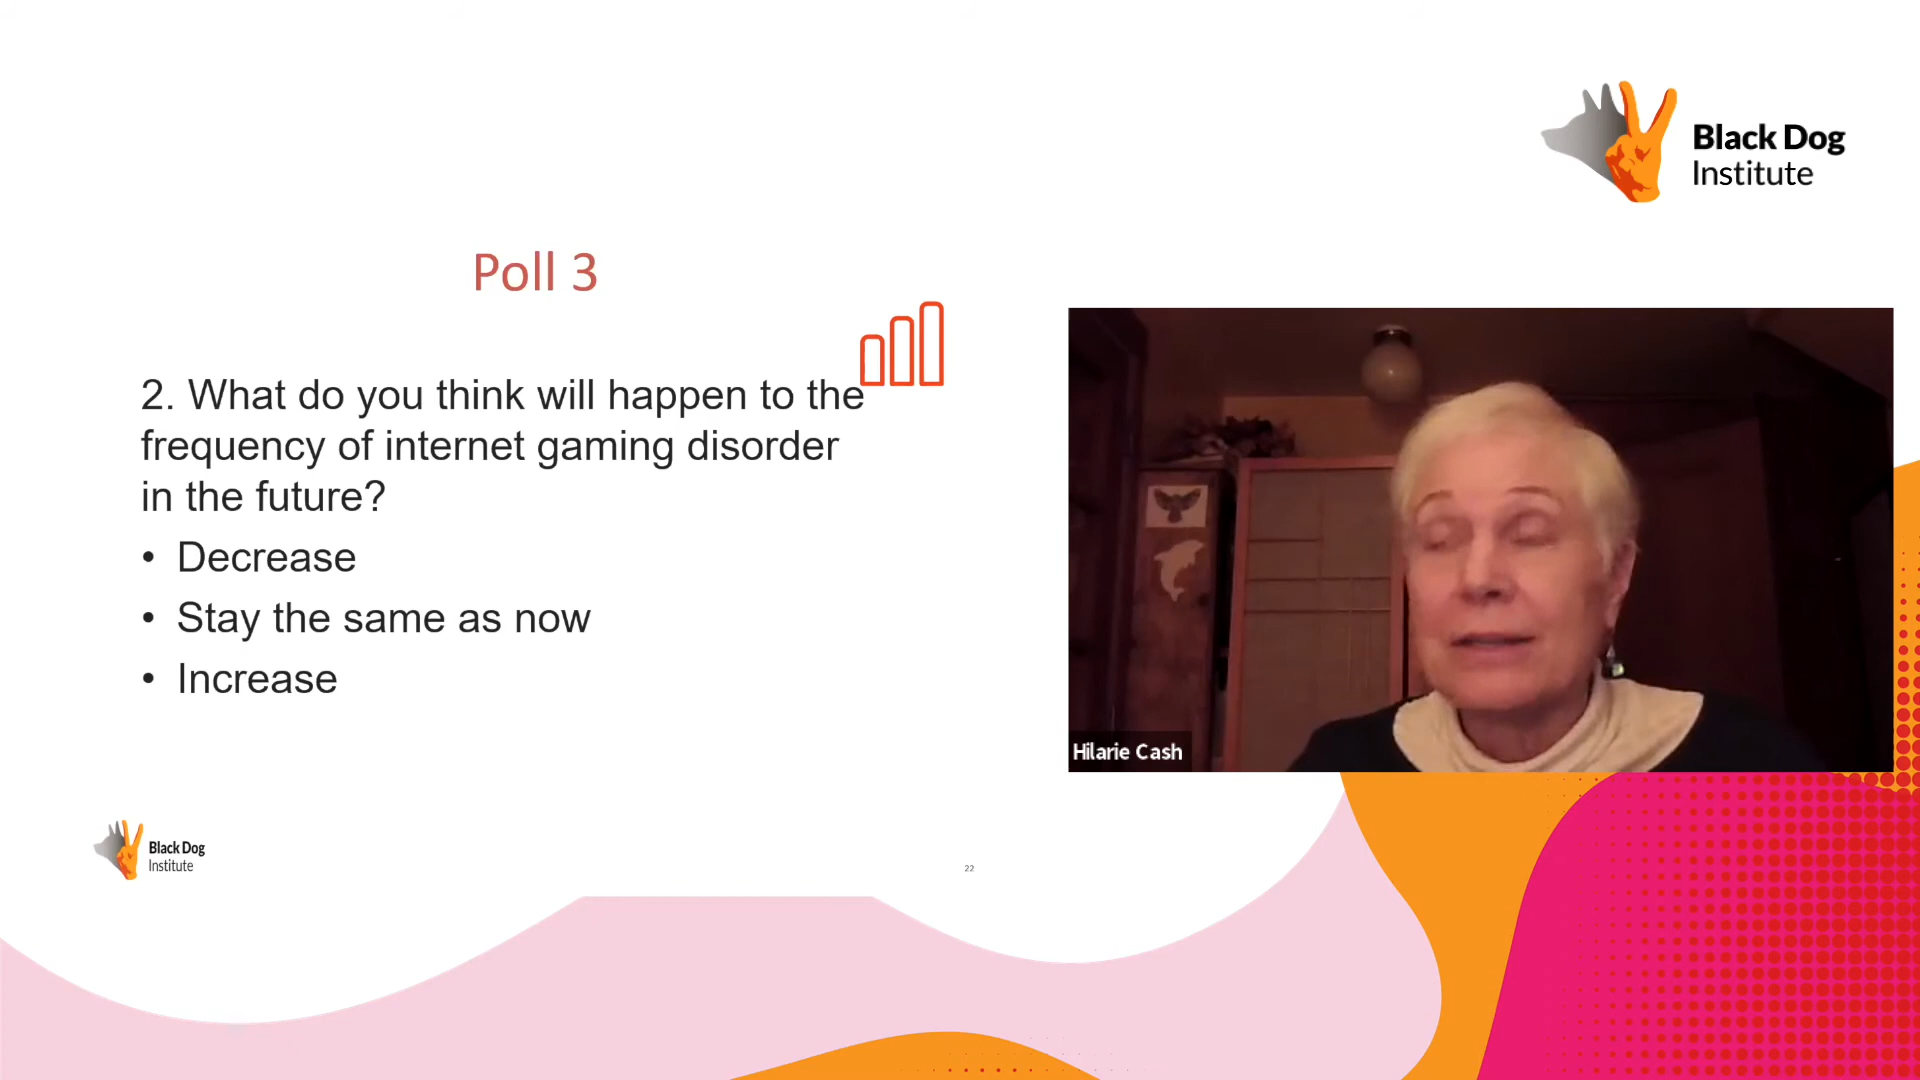 Black Dog
Institute
Poll 3
2. What do you think will happen to the
frequency of internet gaming disorder
in the future?
• Decrease
• Stay the same as now
• Increase
Hilarie Cash
Black Dog
Institute
22